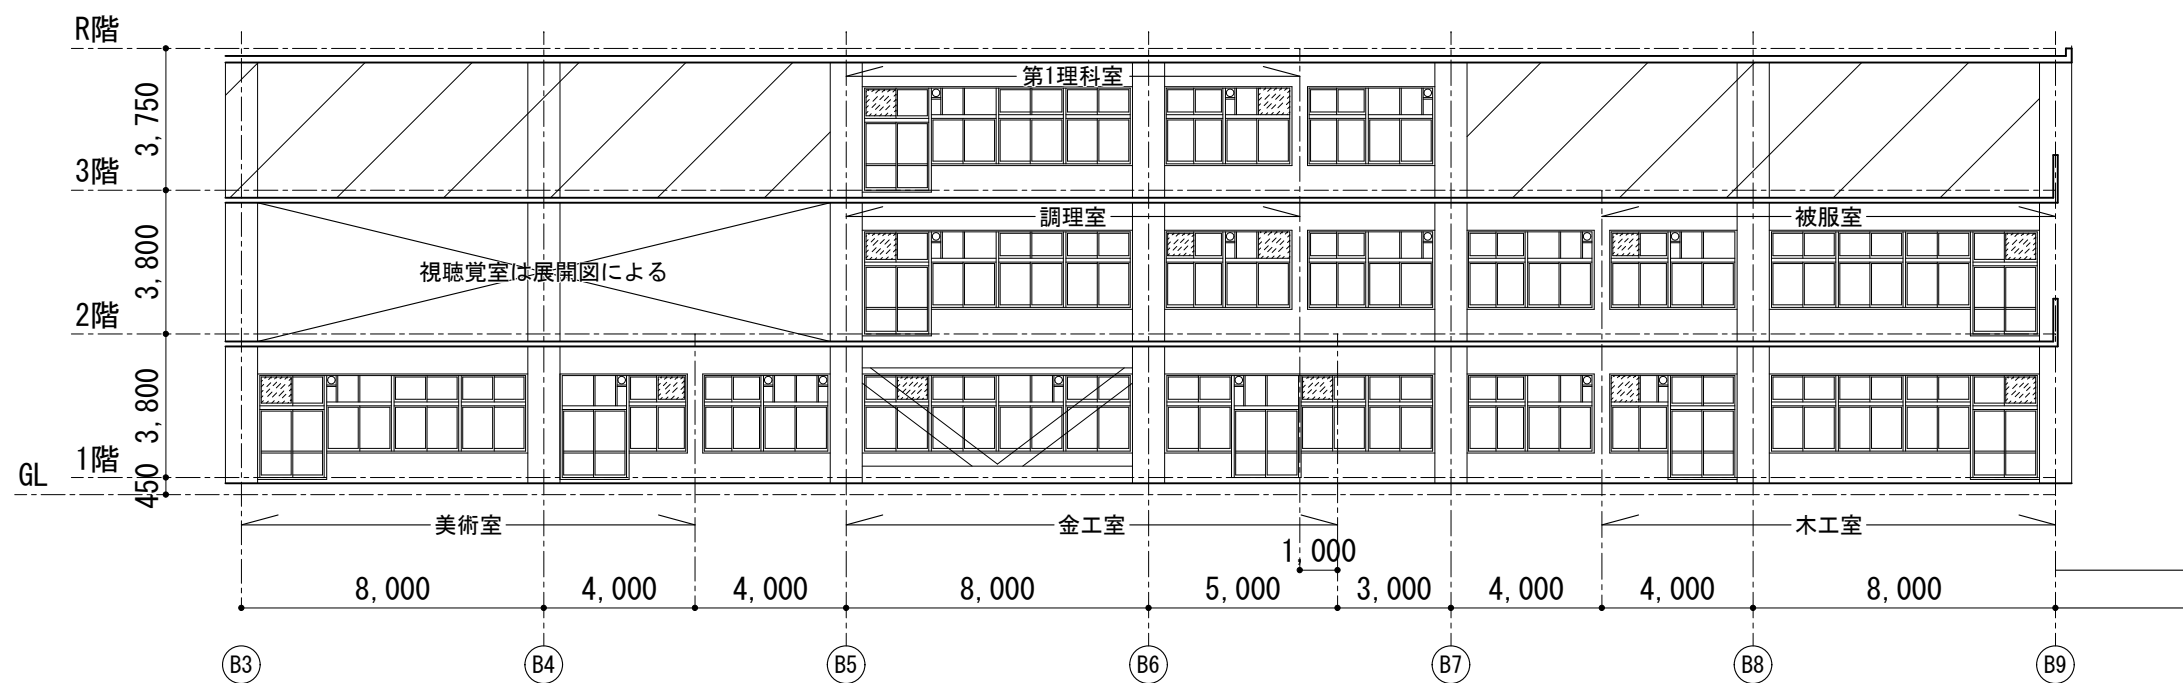 R階
第1理科室
3,750
3階
調理室
被服室
3,800
視聴覚室は展開図による
2階
3,800
1階
GL
450
美術室
金工室
木工室
1,000
8,000
4,000
4,000
8,000
5,000
3,000
4,000
4,000
8,000
B3
B4
B5
B6
B7
B8
B9